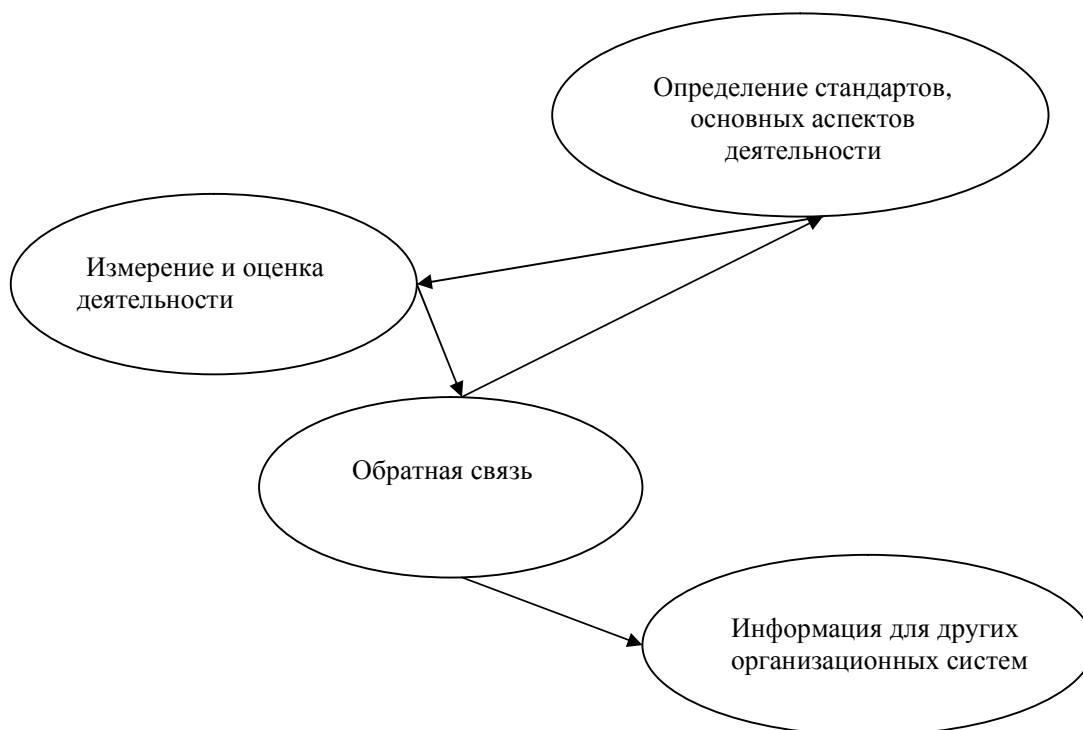 Определение стандартов,
основных аспектов
деятельности
Измерение и оценка
деятельности
Обратная связь
Информация для других
организационных систем